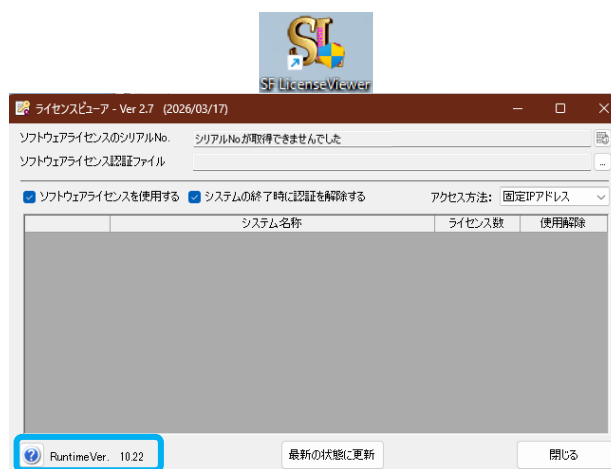 SL
SF LicenseViewer
ライセンスビューア - Ver 2.7 (2026/03/17)
ソフトウェアライセンスのシリアルNo. シリアルNoが取得できませんでした
ソフトウェアライセンス認証ファイル ...
ソフトウェアライセンスを使用する システムの終了時に認証を解除する アクセス方法: 固定IPアドレス
システム名称 ライセンス数 使用解除
? RuntimeVer. 10.22 最新の状態に更新 閉じる